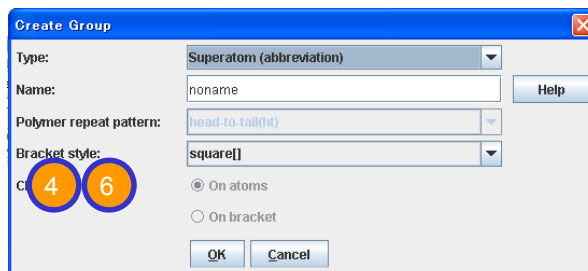 Create Group
Type: Superatom (abbreviation)
Name: noname Help
Polymer repeat pattern: head-to-tail(ht)
Bracket style: square[]
4 6 On atoms
On bracket
OK Cancel